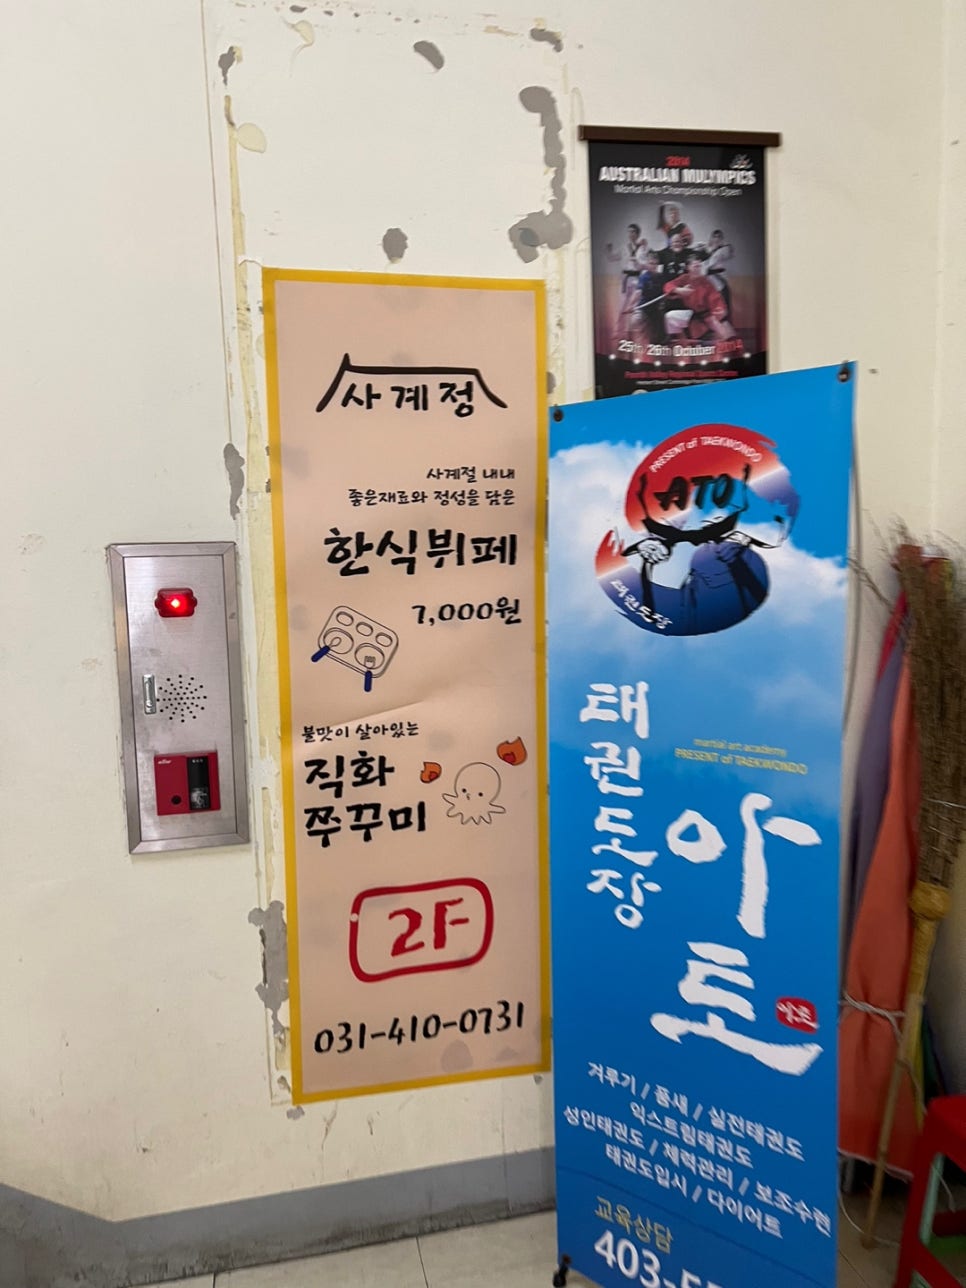 사계정
사계절 내내
좋은재료와 정성을 담은
한식뷔페
7,000원
불맛이 살아있는
직화
쭈꾸미
2F
031-410-0731
2014
AUSTRALIAN MULYMPICS
Martial Arts Championship Open
25th/26th October 2014
PRESENT of TAEKWONDO
ATO
태권도장
태권도장
martial art academy
PRESENT of TAEKWONDO
아토
겨루기 / 품새 / 실전태권도
익스트림태권도
성인태권도 / 체력관리 / 보조수련
태권도입시 / 다이어트
교육상담
403-5